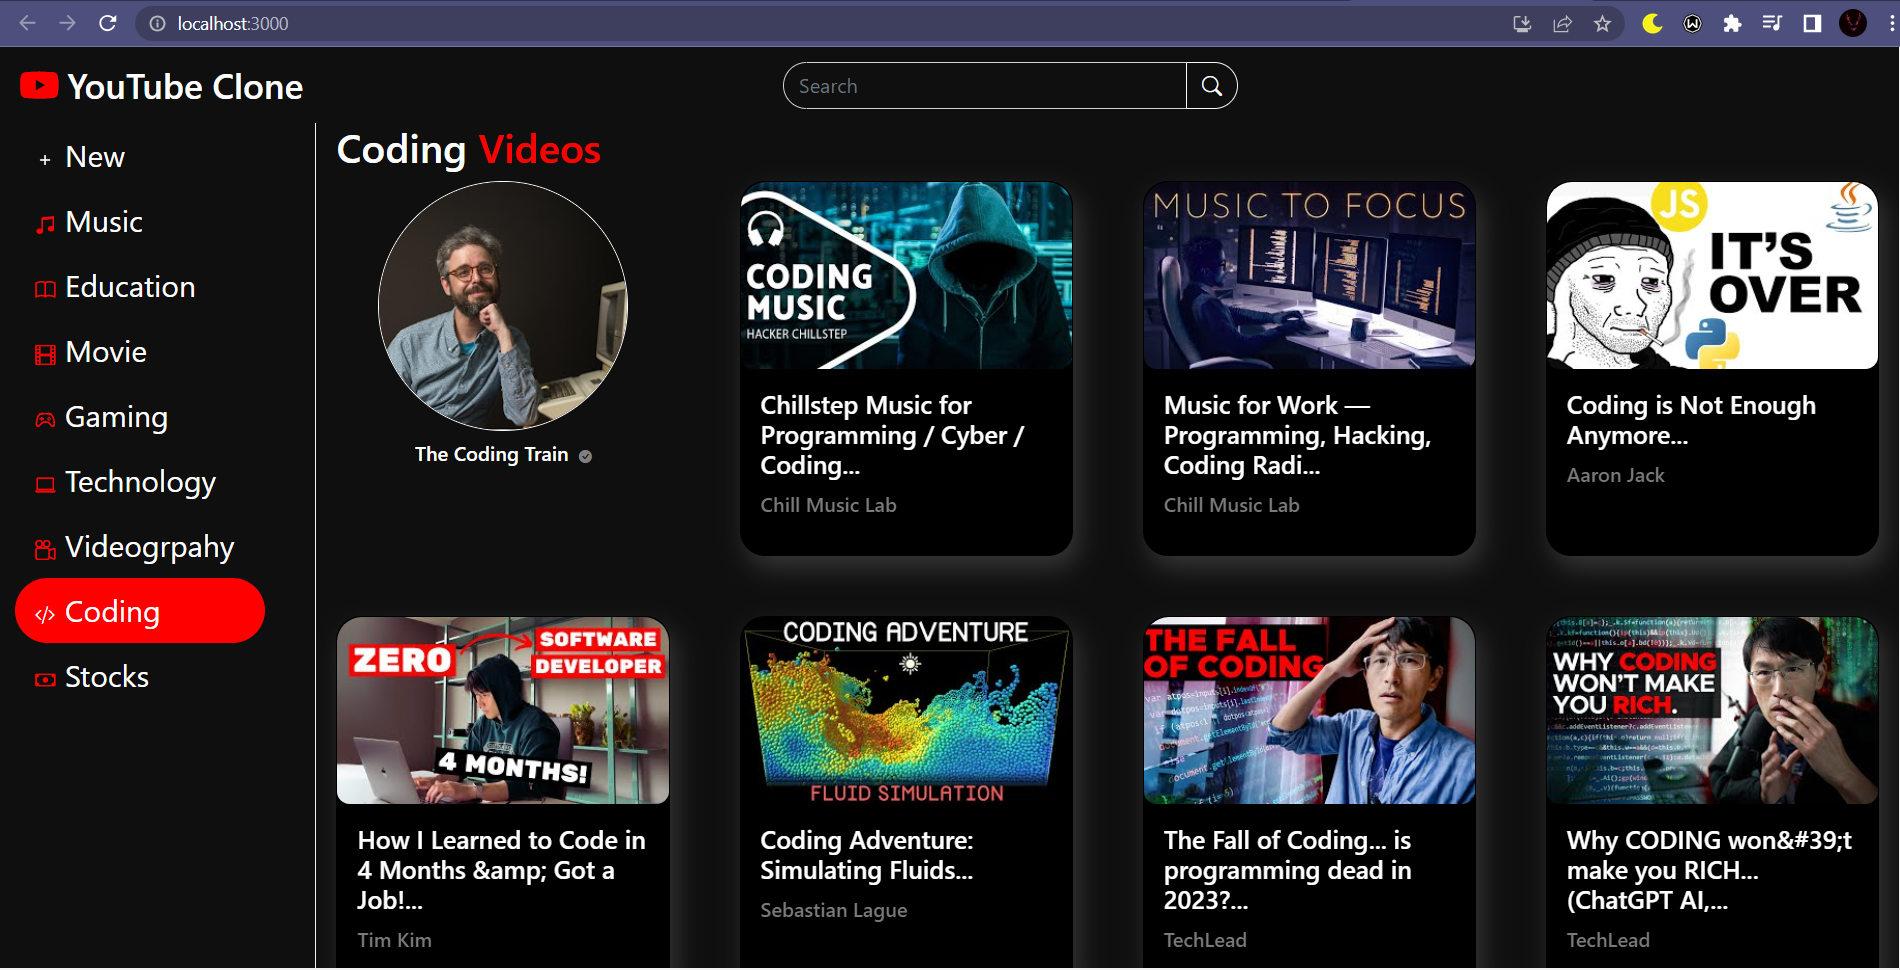 localhost:3000
YouTube Clone
Search
+ New
Music
Education
Movie
Gaming
Technology
Videogrpahy
</> Coding
Stocks
Coding Videos
The Coding Train
CODING
MUSIC
HACKER CHILLSTEP
Chillstep Music for
Programming / Cyber /
Coding...
Chill Music Lab
MUSIC TO FOCUS
Music for Work —
Programming, Hacking,
Coding Radi...
Chill Music Lab
JS
IT'S
OVER
Coding is Not Enough
Anymore...
Aaron Jack
ZERO
SOFTWARE
DEVELOPER
4 MONTHS!
How I Learned to Code in
4 Months &amp; Got a
Job!...
Tim Kim
CODING ADVENTURE
FLUID SIMULATION
Coding Adventure:
Simulating Fluids...
Sebastian Lague
THE FALL
OF CODING
The Fall of Coding... is
programming dead in
2023?...
TechLead
WHY CODING
WON'T MAKE
YOU RICH.
Why CODING won&#39;t
make you RICH...
(ChatGPT AI,...
TechLead